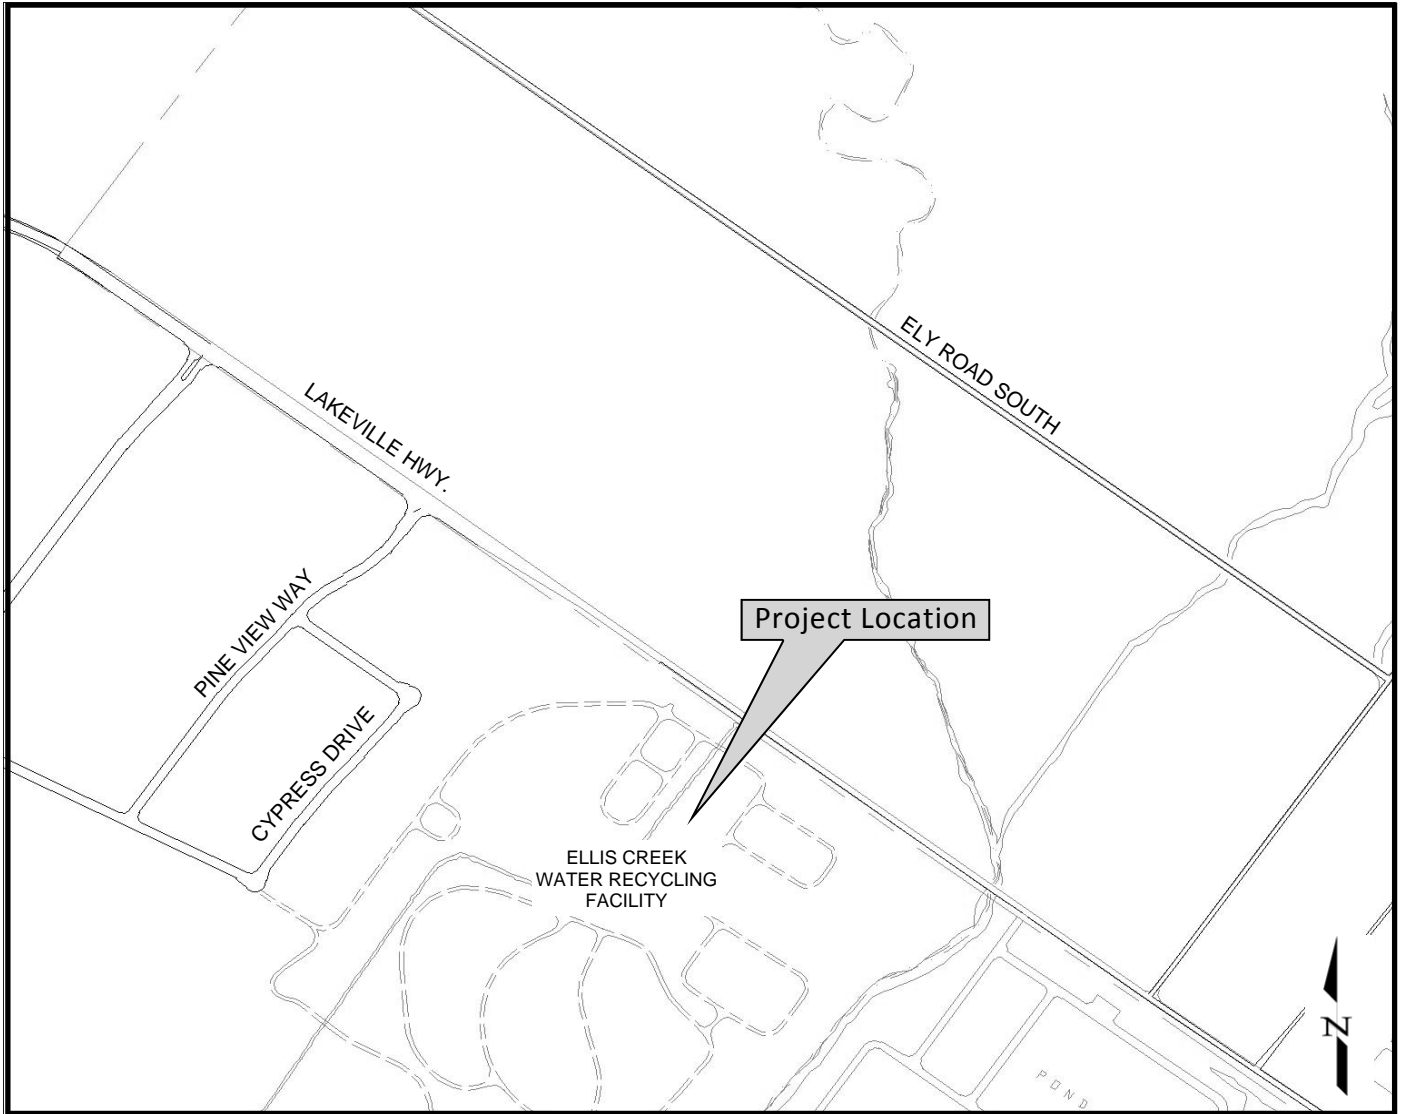 ELY ROAD SOUTH
LAKEVILLE HWY.
PINE VIEW WAY
Project Location
CYPRESS DRIVE
ELLIS CREEK
WATER RECYCLING
FACILITY
N
POND